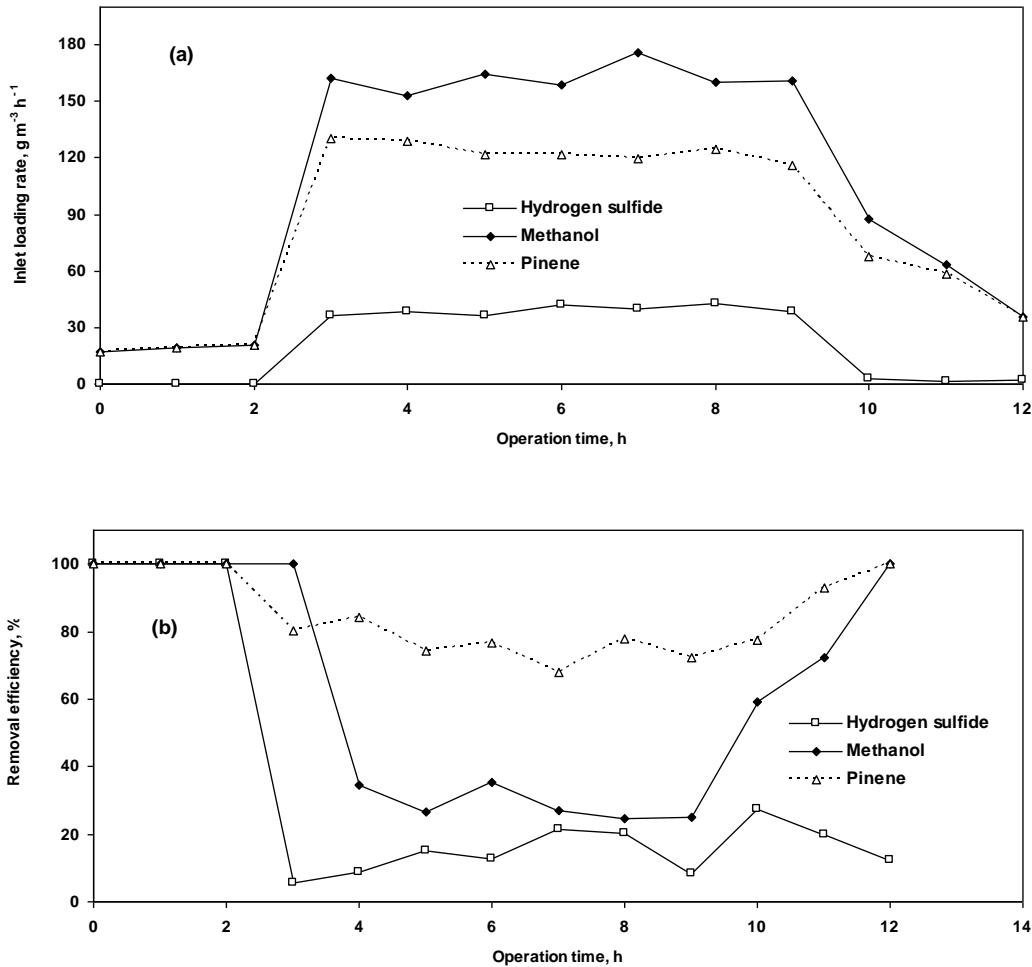 (a)
Inlet loading rate, g m-3 h-1
180
150
120
90
60
30
0
Hydrogen sulfide
Methanol
Pinene
0 2 4 6 8 10 12
Operation time, h
(b)
Removal efficiency, %
100
80
60
40
20
0
Hydrogen sulfide
Methanol
Pinene
0 2 4 6 8 10 12 14
Operation time, h